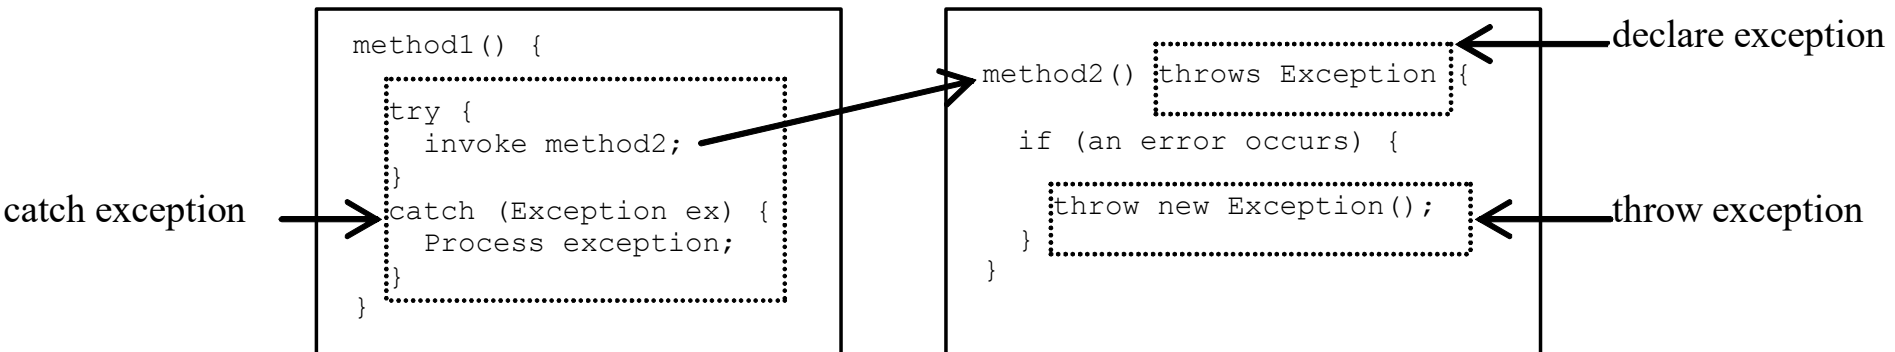 catch exception
method1() {
try {
invoke method2;
}
catch (Exception ex) {
Process exception;
}
}
method2() throws Exception {
if (an error occurs) {
throw new Exception();
}
}
declare exception
throw exception